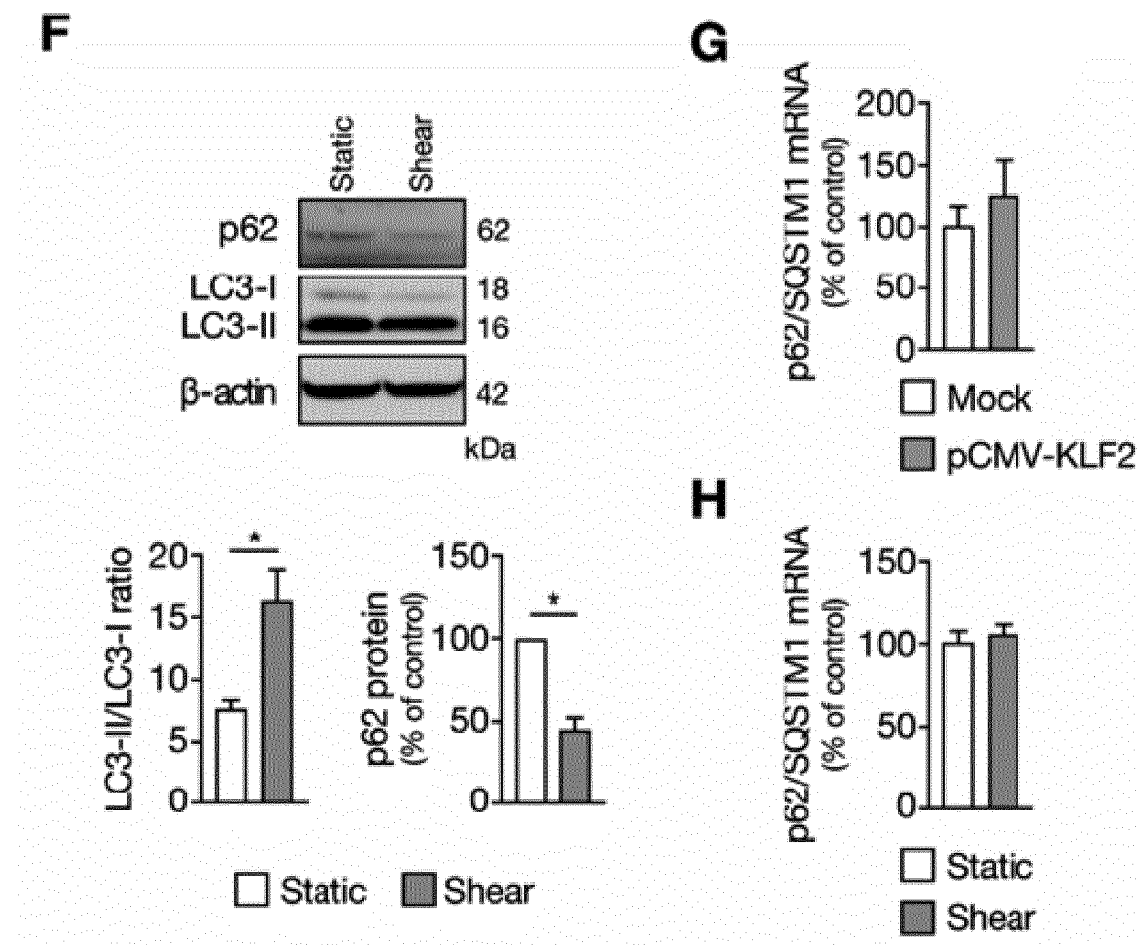 F
Static
Shear
p62
62
LC3-I
18
LC3-II
16
β-actin
42
kDa
LC3-II/LC3-I ratio
20
15
10
5
0
*
p62 protein
(% of control)
150
100
50
0
*
Static
Shear
G
p62/SQSTM1 mRNA
(% of control)
200
150
100
50
0
Mock
pCMV-KLF2
H
p62/SQSTM1 mRNA
(% of control)
150
100
50
0
Static
Shear